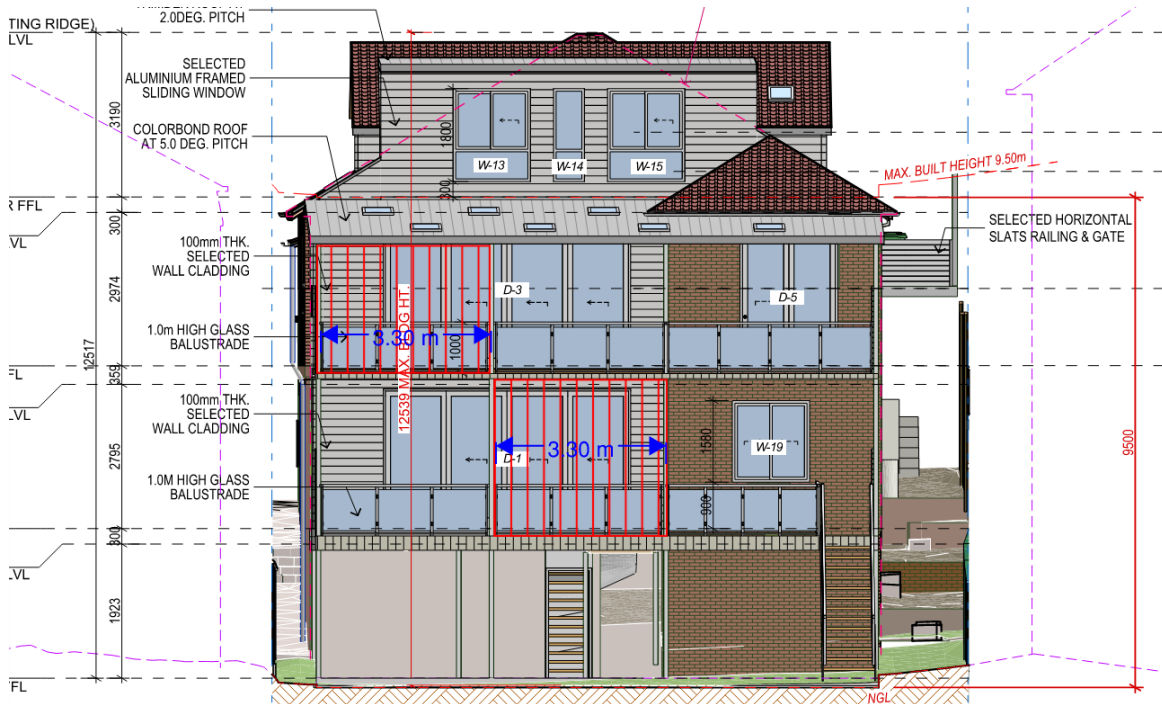 TING RIDGE)
LVL
2.0DEG. PITCH
SELECTED
ALUMINIUM FRAMED
SLIDING WINDOW
3190
COLORBOND ROOF
AT 5.0 DEG. PITCH
1800
W-13
W-14
W-15
300
MAX. BUILT HEIGHT 9.50m
R FFL
LVL
300
SELECTED HORIZONTAL
SLATS RAILING & GATE
100mm THK.
SELECTED
WALL CLADDING
2974
D-3
D-5
1.0m HIGH GLASS
BALUSTRADE
3.30 m
1000
12517
12539 MAX. BLDG HT.
FL
359
LVL
100mm THK.
SELECTED
WALL CLADDING
2795
D-1
3.30 m
1580
W-19
9500
1.0M HIGH GLASS
BALUSTRADE
900
300
LVL
1923
FFL
NGL